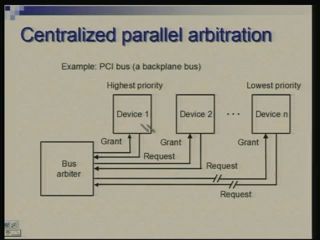 Centralized parallel arbitration
Example: PCI bus (a backplane bus)
Highest priority
Lowest priority
Device 1
Device 2
. . .
Device n
Grant
Grant
Grant
Request
Request
Request
Bus
arbiter